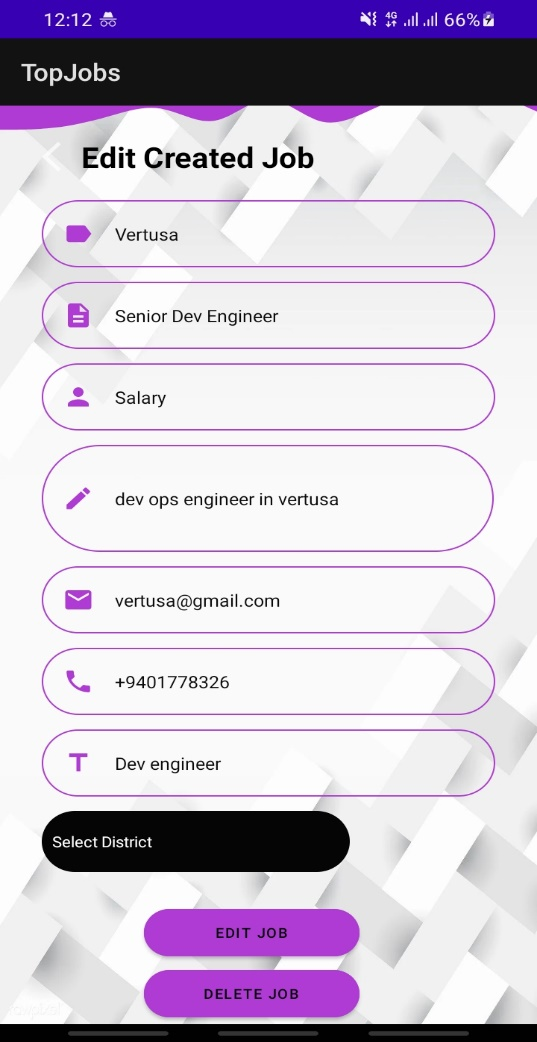 12:12 4G 66%
TopJobs
Edit Created Job
Vertusa
Senior Dev Engineer
Salary
dev ops engineer in vertusa
vertusa@gmail.com
+9401778326
Dev engineer
Select District
EDIT JOB
DELETE JOB